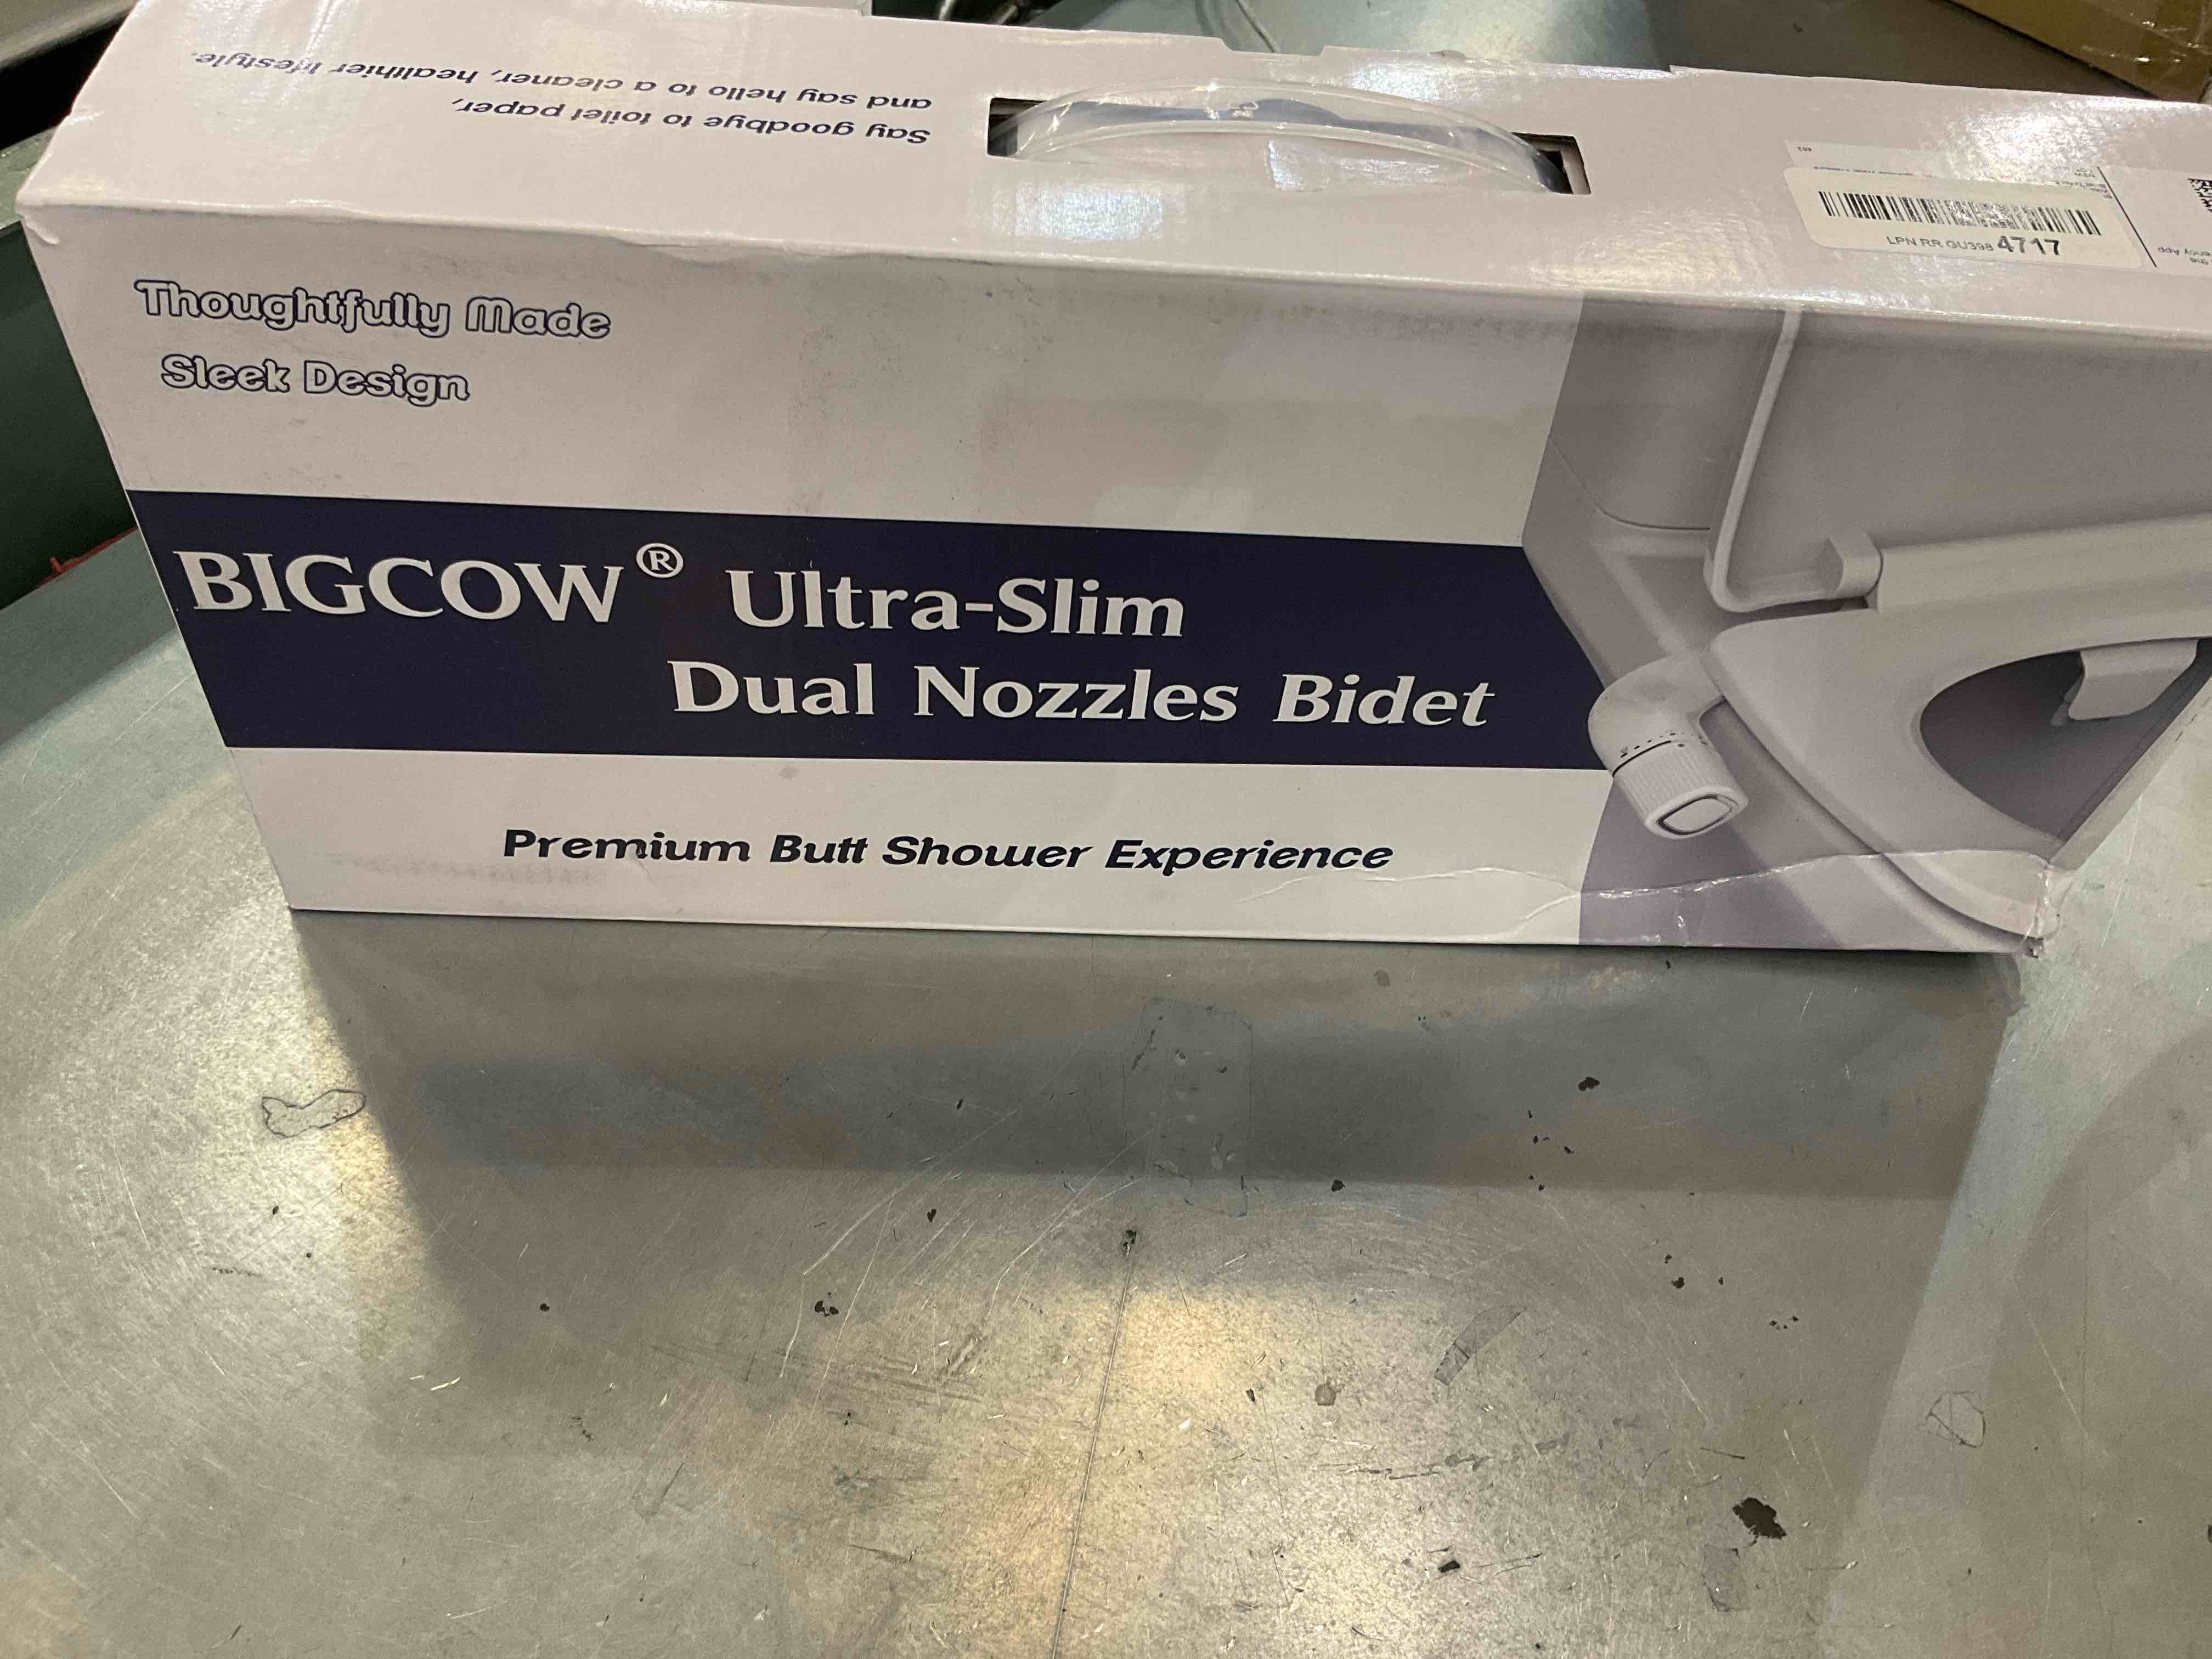 Say goodbye to toilet paper,
and say hello to a cleaner, healthier lifestyle.
LPN RR GU398 4717
Thoughtfully Made
Sleek Design
BIGCOW® Ultra-Slim
Dual Nozzles Bidet
Premium Butt Shower Experience